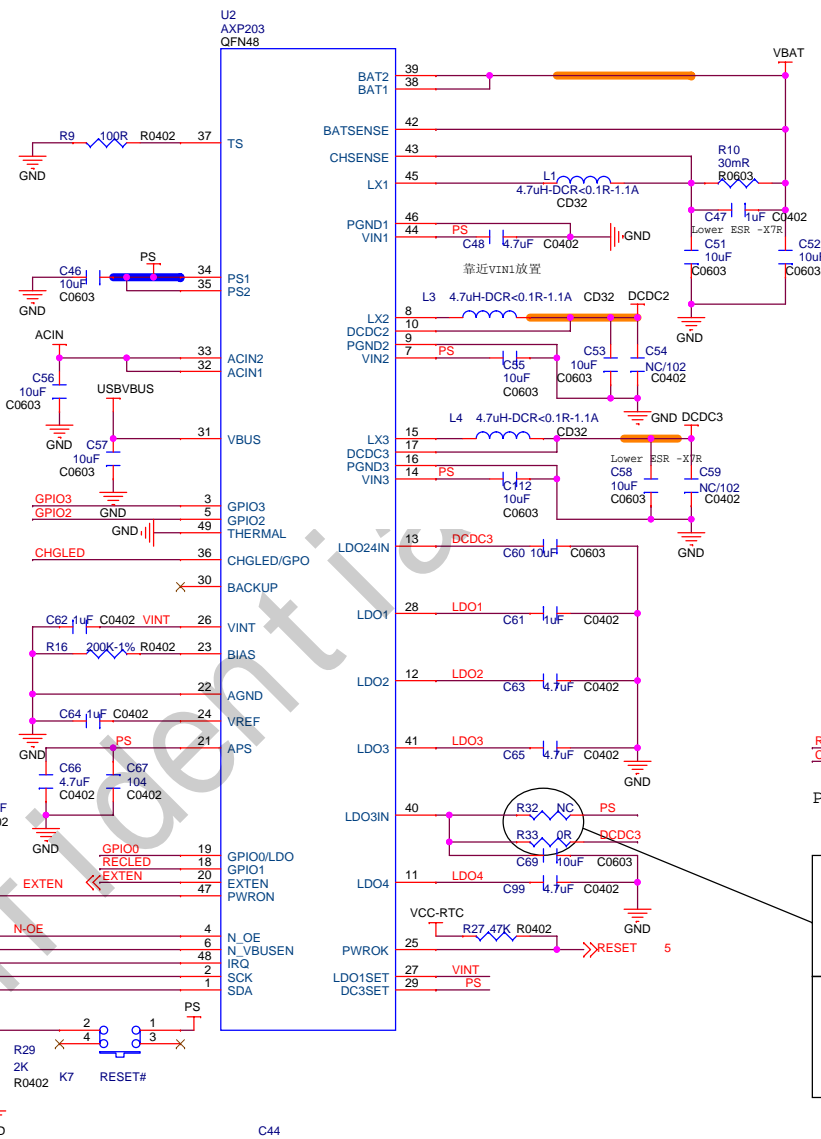 U2
AXP203
QFN48
VBAT
BAT2 39
BAT1 38
R9 100R R0402 37 TS
GND
BATSENSE 42
CHSENSE 43
R10
30mR
R0603
LX1 45 L1
4.7uH-DCR<0.1R-1.1A
CD32
C47 1uF C0402
Lower ESR -X7R
PGND1 46
VIN1 44 PS
C48 4.7uF C0402
GND
靠近VIN1放置
C51
10uF
C0603
C52
10uF
C0603
GND
PS
C46
10uF
C0603
34 PS1
35 PS2
GND
LX2 8 L3 4.7uH-DCR<0.1R-1.1A CD32 DCDC2
DCDC2 10
PGND2 9
VIN2 7 PS
C55
10uF
C0603
C53
10uF
C0603
C54
NC/102
C0402
GND
ACIN
33 ACIN2
32 ACIN1
C56
10uF
C0603
GND
USBVBUS
31 VBUS
C57
10uF
C0603
GND
LX3 15 L4 4.7uH-DCR<0.1R-1.1A CD32 DCDC3
DCDC3 17
PGND3 16
VIN3 14 PS
Lower ESR -X7R
C112
10uF
C0603
C58
10uF
C0603
C59
NC/102
C0402
GND
GPIO3 3 GPIO3
GPIO2 5 GPIO2
GND 49 THERMAL
CHGLED 36 CHGLED/GPO
30 BACKUP
LDO24IN 13 DCDC3
C60 10uF C0603
LDO1 28 LDO1
C61 1uF C0402
C62 1uF C0402 VINT 26 VINT
R16 200K-1% R0402 23 BIAS
22 AGND
C64 1uF C0402 24 VREF
GND
PS 21 APS
C66
4.7uF
C0402
C67
104
C0402
GND
LDO2 12 LDO2
C63 4.7uF C0402
LDO3 41 LDO3
C65 4.7uF C0402
GND
LDO3IN 40 R32 NC PS
R33 0R DCDC3
C69 10uF C0603
LDO4 11 LDO4
C99 4.7uF C0402
GND
GPIO0 19 GPIO0/LDO
RECLED 18 GPIO1
EXTEN EXTEN 20 EXTEN
47 PWRON
N-OE 4 N_OE
6 N_VBUSEN
48 IRQ
2 SCK
1 SDA
VCC-RTC
R27 47K R0402
PWROK 25 RESET 5
LDO1SET 27 VINT
DC3SET 29 PS
PS
2 1
4 3
R29
2K
R0402
K7 RESET#
C44